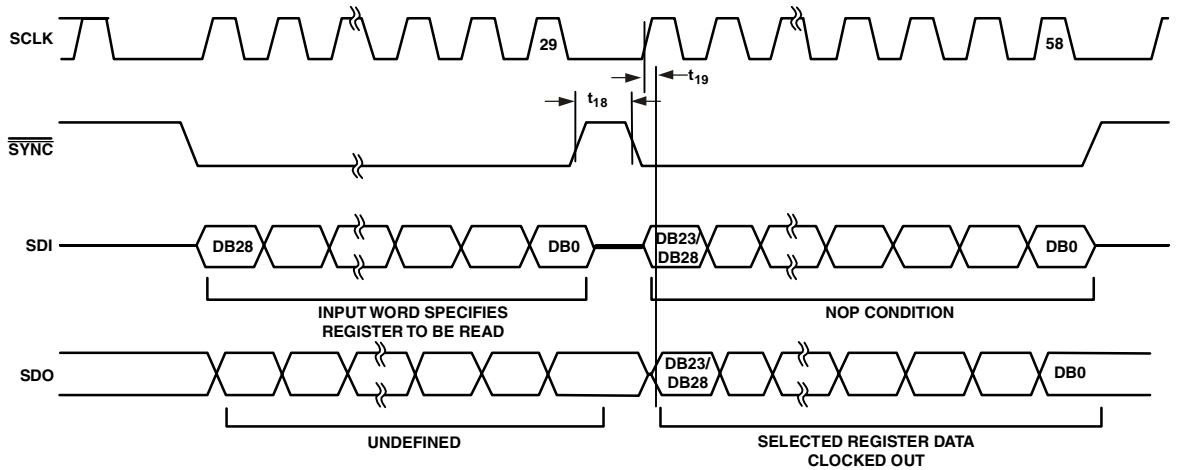 SCLK
29
58
t19
t18
SYNC
SDI
DB28
DB0
DB23/
DB28
DB0
INPUT WORD SPECIFIES
REGISTER TO BE READ
NOP CONDITION
SDO
DB23/
DB28
DB0
UNDEFINED
SELECTED REGISTER DATA
CLOCKED OUT